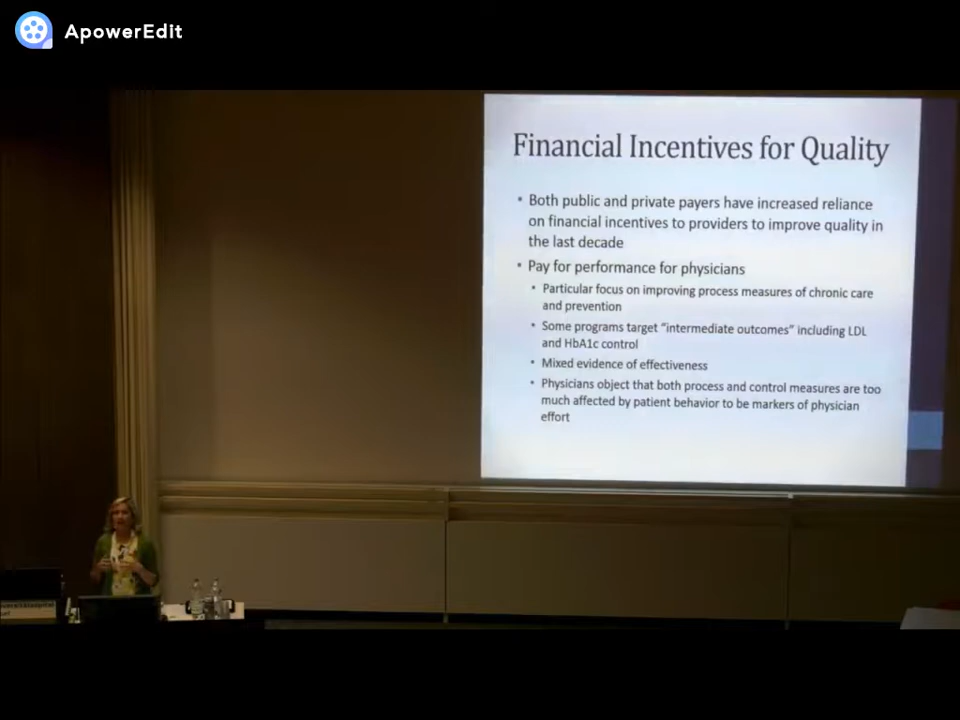 ApowerEdit
Financial Incentives for Quality
• Both public and private payers have increased reliance
on financial incentives to providers to improve quality in
the last decade
• Pay for performance for physicians
• Particular focus on improving process measures of chronic care
and prevention
• Some programs target “intermediate outcomes” including LDL
and HbA1c control
• Mixed evidence of effectiveness
• Physicians object that both process and control measures are too
much affected by patient behavior to be markers of physician
effort